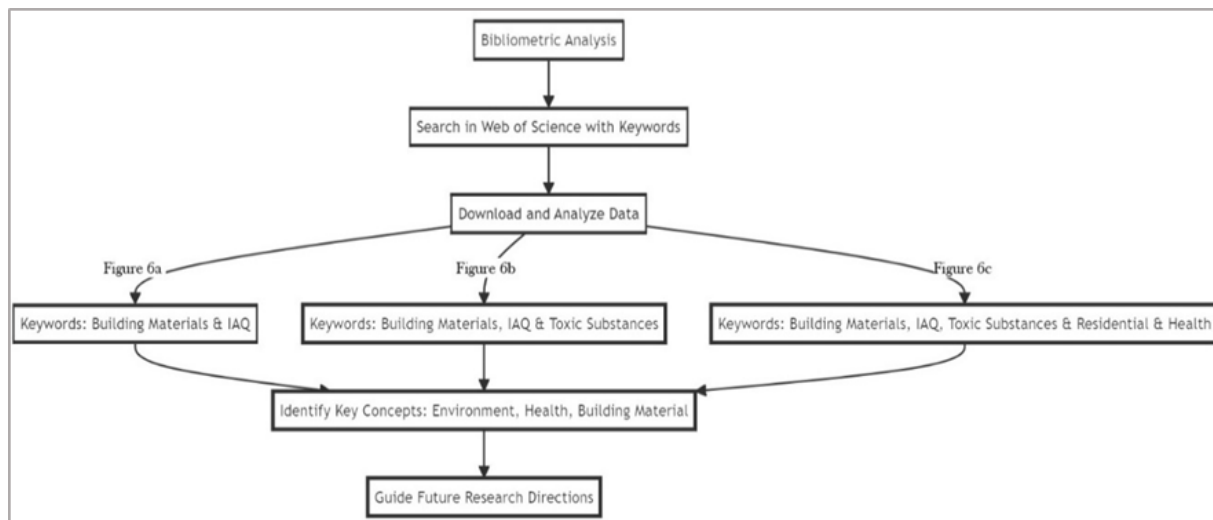 Bibliometric Analysis
Search in Web of Science with Keywords
Download and Analyze Data
Figure 6a
Figure 6b
Figure 6c
Keywords: Building Materials & IAQ
Keywords: Building Materials, IAQ & Toxic Substances
Keywords: Building Materials, IAQ, Toxic Substances & Residential & Health
Identify Key Concepts: Environment, Health, Building Material
Guide Future Research Directions